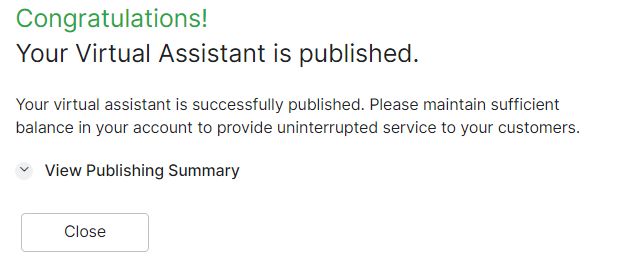 Congratulations!
Your Virtual Assistant is published.
Your virtual assistant is successfully published. Please maintain sufficient
balance in your account to provide uninterrupted service to your customers.
View Publishing Summary
Close